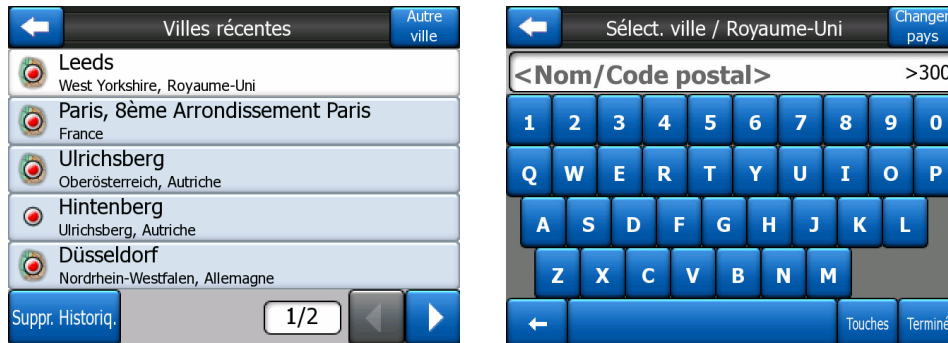 Villes récentes
Autre
ville
Leeds
West Yorkshire, Royaume-Uni
Paris, 8ème Arrondissement Paris
France
Ulrichsberg
Oberösterreich, Autriche
Hintenberg
Ulrichsberg, Autriche
Düsseldorf
Nordrhein-Westfalen, Allemagne
Suppr. Historiq.
1/2
Sélect. ville / Royaume-Uni
Changer
pays
<Nom/Code postal>
>300
1 2 3 4 5 6 7 8 9 0
Q W E R T Y U I O P
A S D F G H J K L
Z X C V B N M
Touches
Terminé